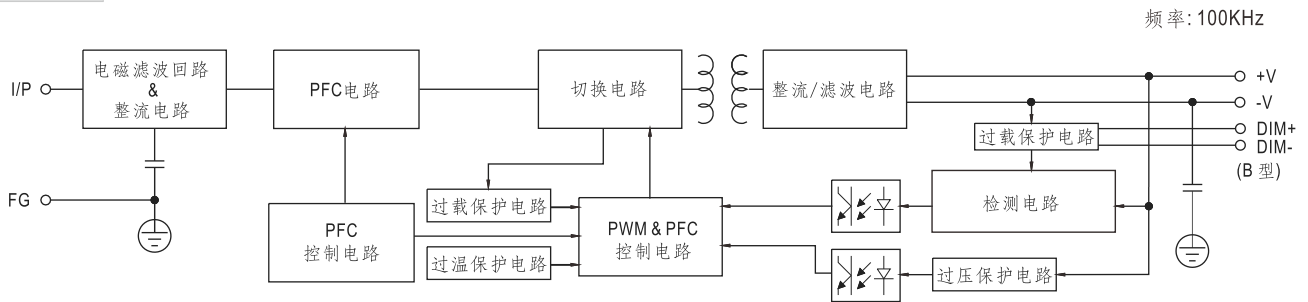 频率: 100KHz
I/P
电磁滤波回路
&
整流电路
PFC电路
切换电路
整流/滤波电路
+V
-V
过载保护电路
DIM+
DIM-
(B 型)
FG
过载保护电路
检测电路
PFC
控制电路
PWM & PFC
控制电路
过温保护电路
过压保护电路